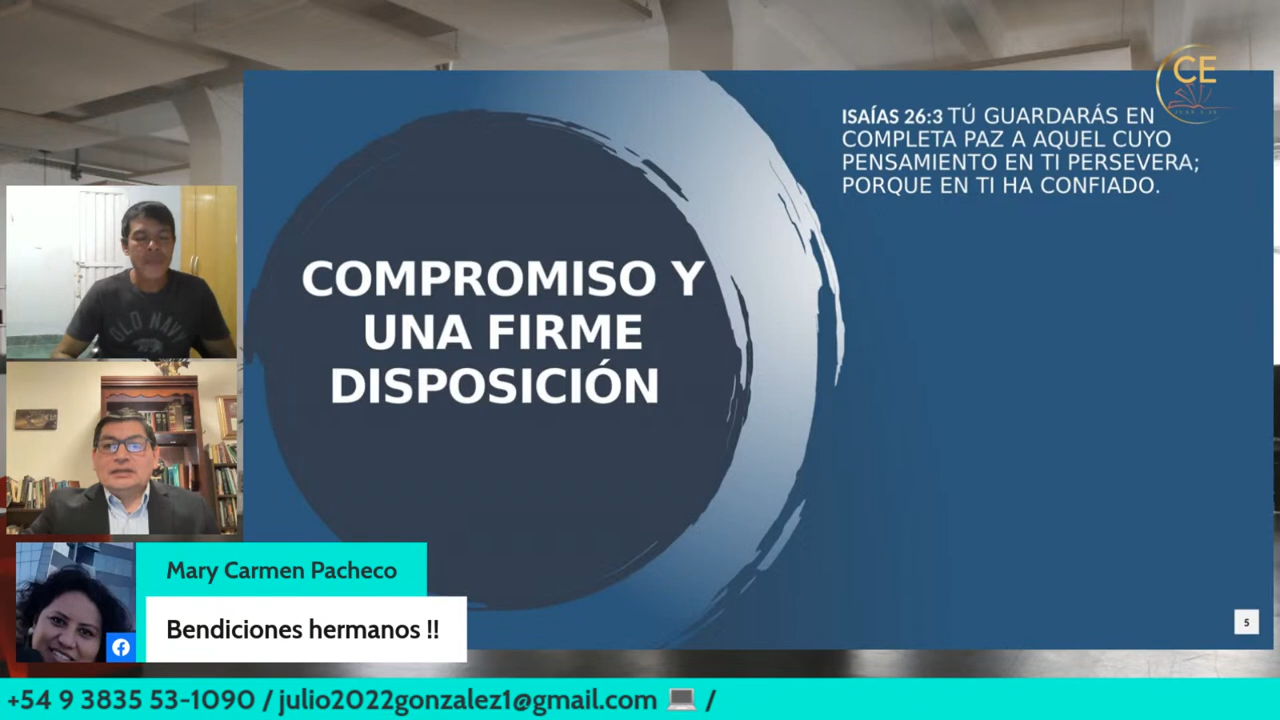 CE
ISAÍAS 26:3 TÚ GUARDARÁS EN
COMPLETA PAZ A AQUEL CUYO
PENSAMIENTO EN TI PERSEVERA;
PORQUE EN TI HA CONFIADO.
COMPROMISO Y
UNA FIRME
DISPOSICIÓN
OLD NAVY
Mary Carmen Pacheco
Bendiciones hermanos !!
5
+54 9 3835 53-1090 / julio2022gonzalez1@gmail.com 💻 /